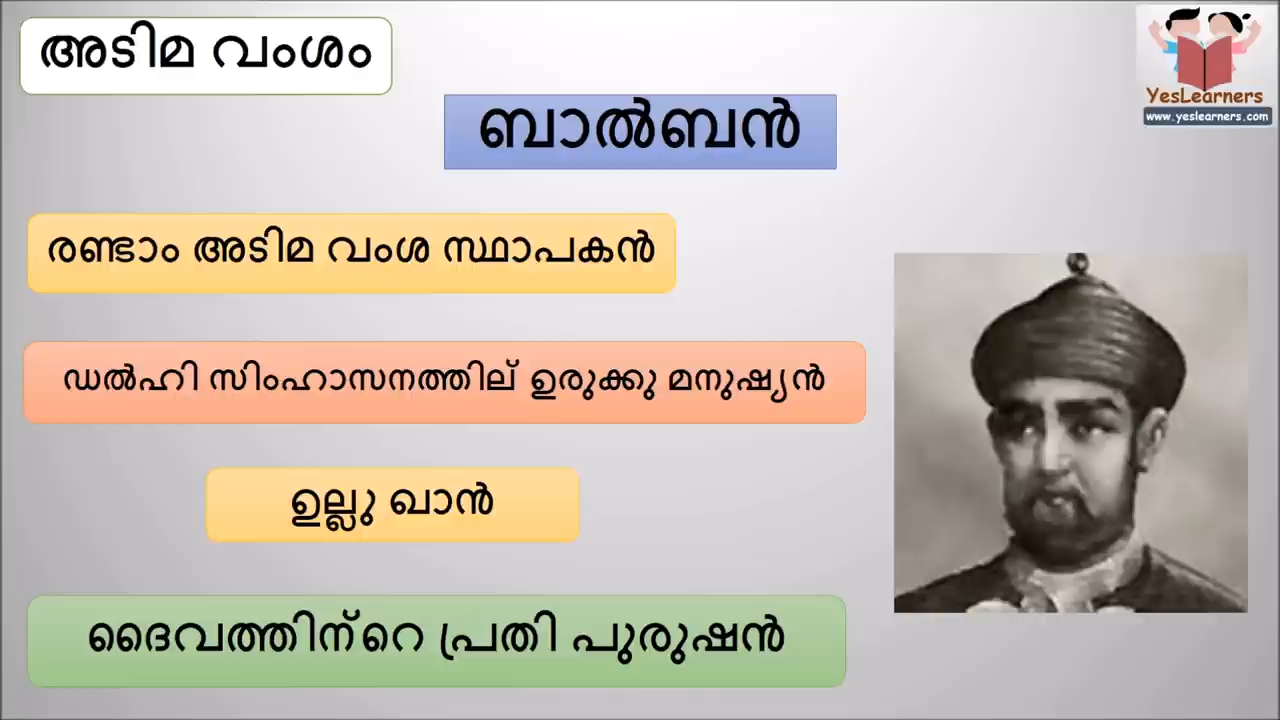 അടിമ വംശം
YesLearners
www.yeslearners.com
ബാൽബൻ
രണ്ടാം അടിമ വംശ സ്ഥാപകൻ
ഡൽഹി സിംഹാസനത്തില് ഉരുക്കു മനുഷ്യൻ
ഉല്ലു ഖാൻ
ദൈവത്തിന്റെ പ്രതി പുരുഷൻ